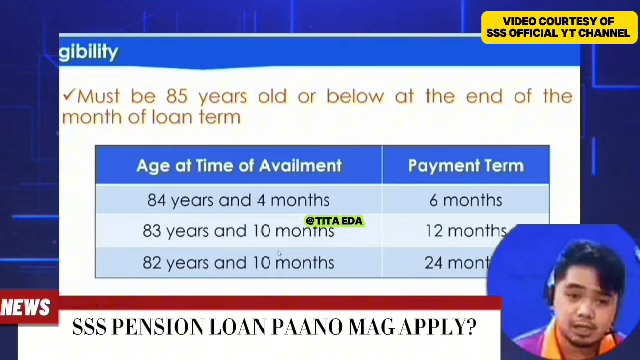 VIDEO COURTESY OF
SSS OFFICIAL YT CHANNEL
gibility
✓Must be 85 years old or below at the end of the
month of loan term
Age at Time of Availment Payment Term
84 years and 4 months 6 months
@TITA EDA
83 years and 10 months 12 months
82 years and 10 months 24 mont
NEWS
SSS PENSION LOAN PAANO MAG APPLY?